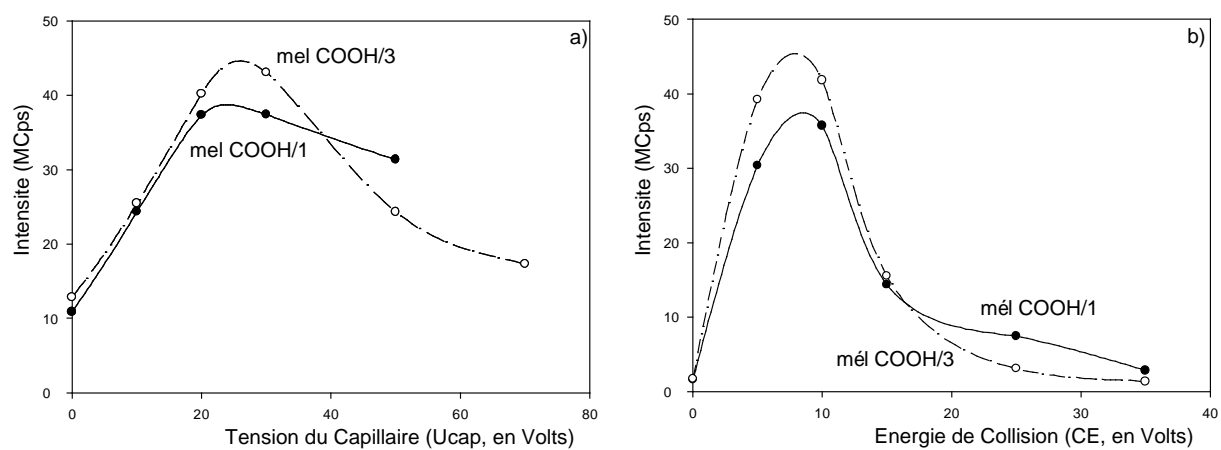 a)
50
40
30
20
10
0
Intensite (MCps)
mel COOH/3
mel COOH/1
0 20 40 60 80
Tension du Capillaire (Ucap, en Volts)
b)
50
40
30
20
10
0
Intensite (MCps)
mél COOH/1
mél COOH/3
0 10 20 30 40
Energie de Collision (CE, en Volts)